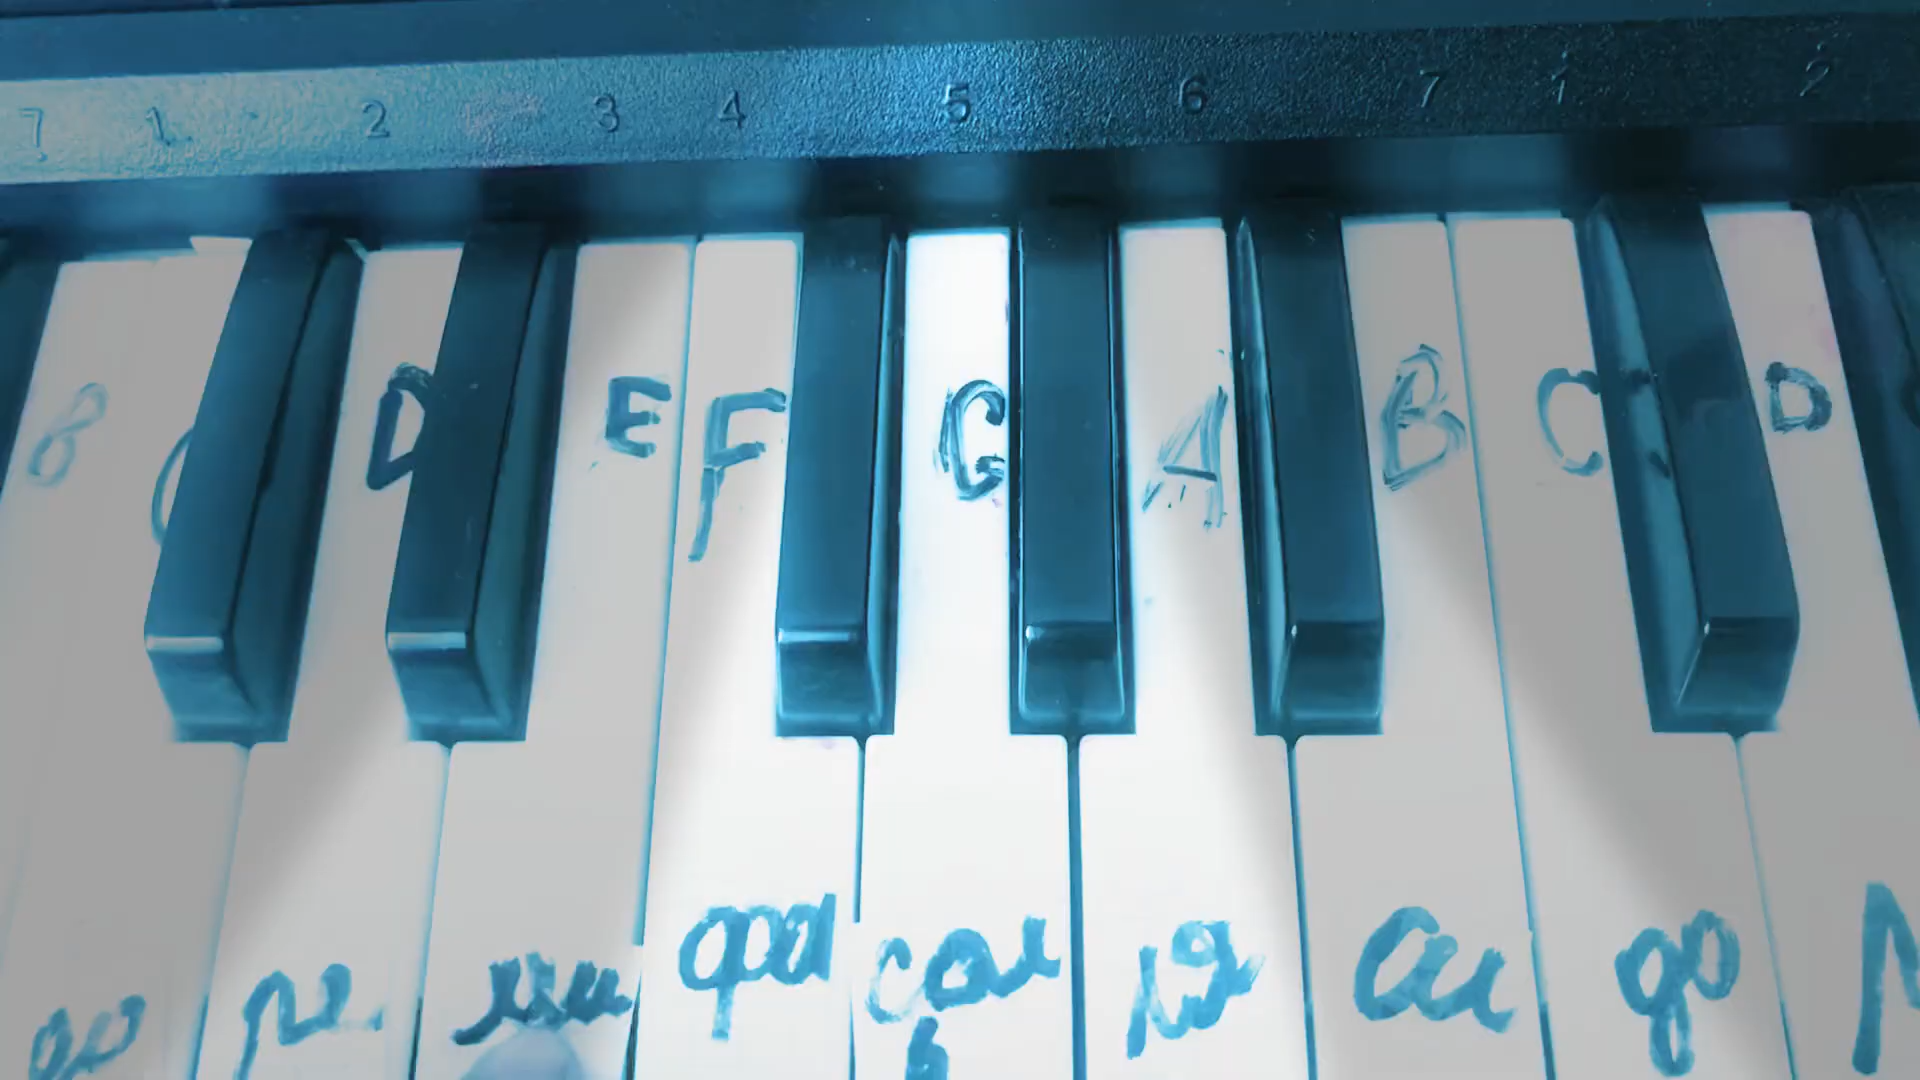 7 1 2 3 4 5 6 7 1 2
B C D E F G A B C D
до ре ми фа соль ля си до